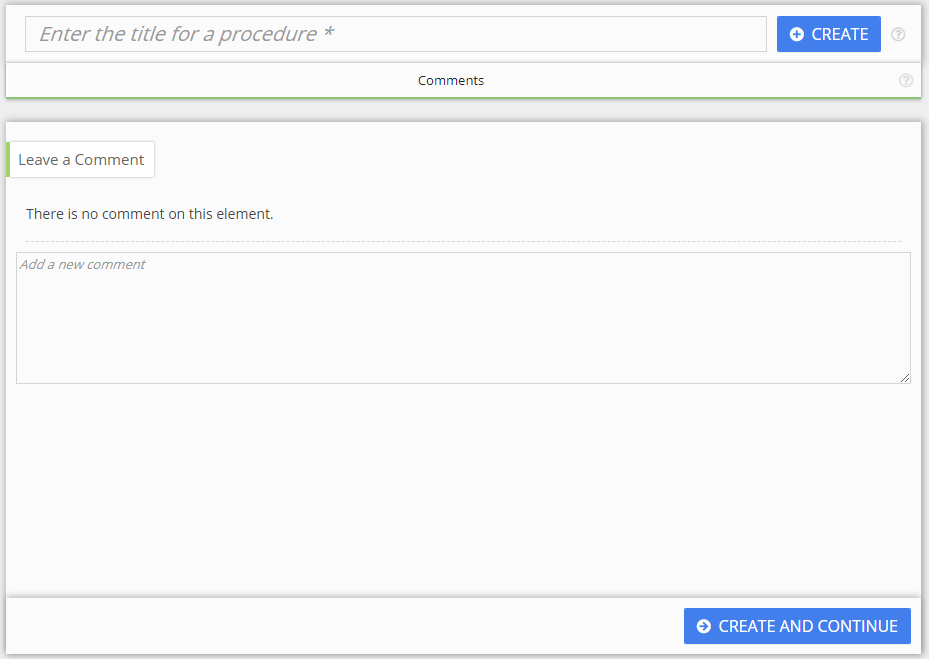 Enter the title for a procedure *
CREATE
Comments
Leave a Comment
There is no comment on this element.
Add a new comment
CREATE AND CONTINUE